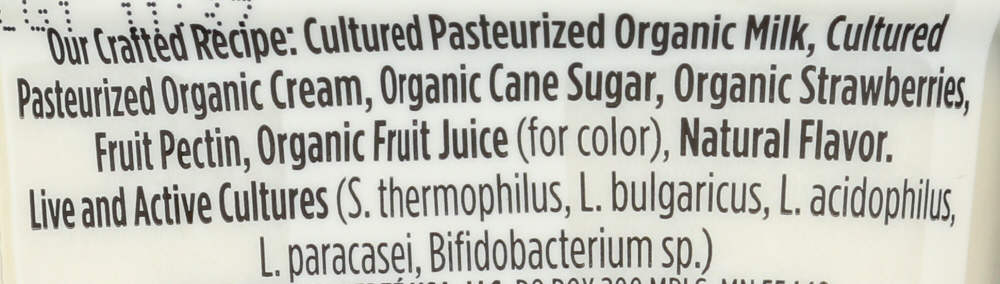 Our Crafted Recipe: Cultured Pasteurized Organic Milk, Cultured
Pasteurized Organic Cream, Organic Cane Sugar, Organic Strawberries,
Fruit Pectin, Organic Fruit Juice (for color), Natural Flavor.
Live and Active Cultures (S. thermophilus, L. bulgaricus, L. acidophilus,
L. paracasei, Bifidobacterium sp.)